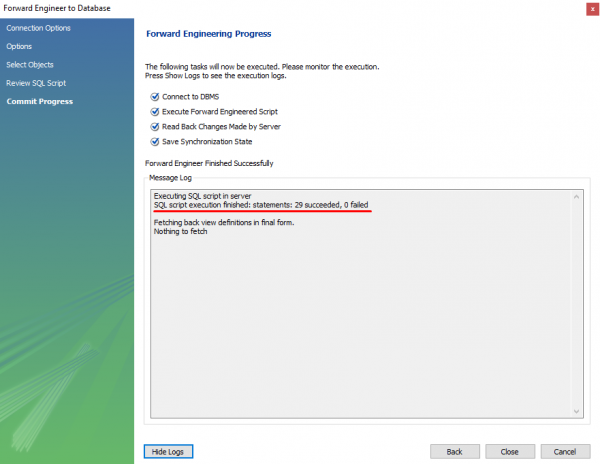 Forward Engineer to Database
x
Connection Options
Options
Select Objects
Review SQL Script
Commit Progress
Forward Engineering Progress
The following tasks will now be executed. Please monitor the execution.
Press Show Logs to see the execution logs.
Connect to DBMS
Execute Forward Engineered Script
Read Back Changes Made by Server
Save Synchronization State
Forward Engineer Finished Successfully
Message Log
Executing SQL script in server
SQL script execution finished: statements: 29 succeeded, 0 failed
Fetching back view definitions in final form.
Nothing to fetch
Hide Logs
Back
Close
Cancel